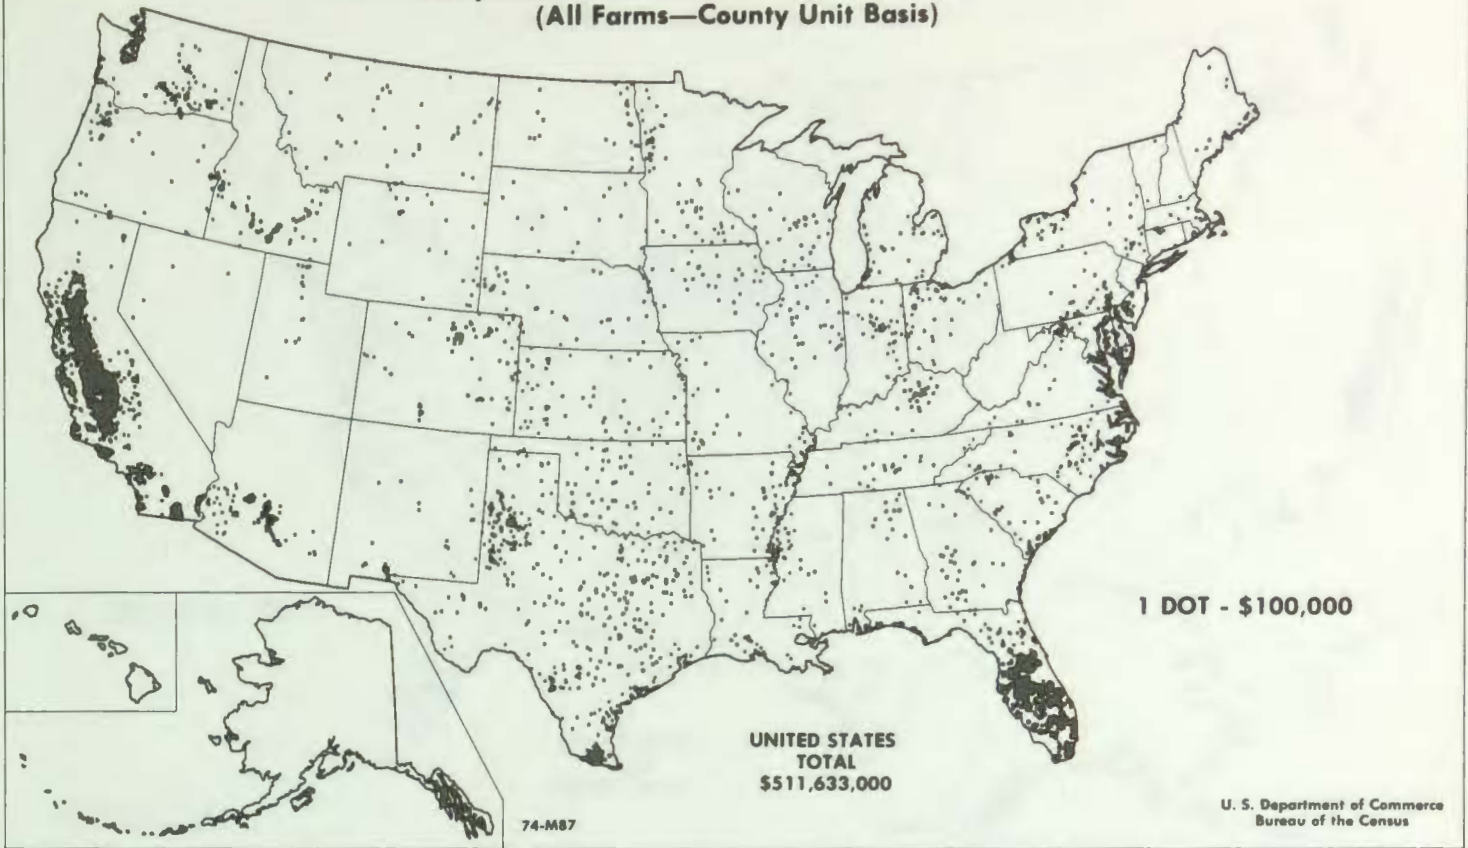 (All Farms—County Unit Basis)
1 DOT - $100,000
UNITED STATES
TOTAL
$511,633,000
74-M87
U. S. Department of Commerce
Bureau of the Census